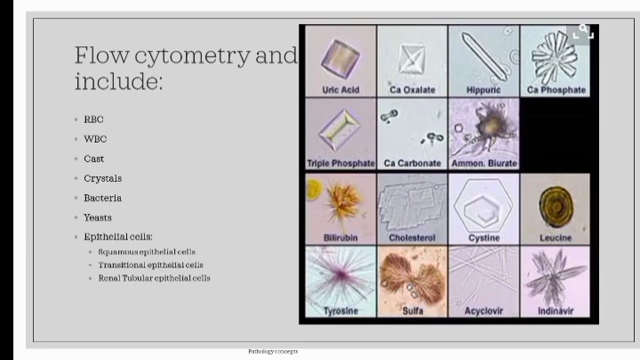 Flow cytometry and
include:
RBC
WBC
Cast
Crystals
Bacteria
Yeasts
Epithelial cells:
Squamous epithelial cells
Transitional epithelial cells
Renal Tubular epithelial cells
Uric Acid
Ca Oxalate
Hippuric
Ca Phosphate
Triple Phosphate
Ca Carbonate
Ammon. Biurate
Bilirubin
Cholesterol
Cystine
Leucine
Tyrosine
Sulfa
Acyclovir
Indinavir
Pathology concepts